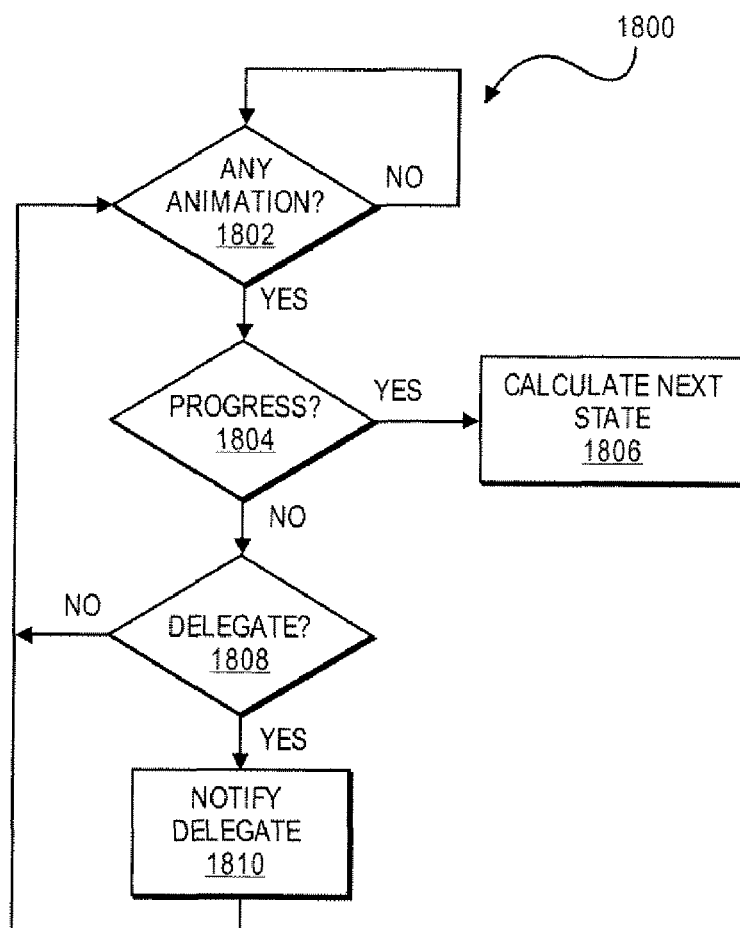 1800
ANY
ANIMATION?
1802
NO
YES
PROGRESS?
1804
YES
CALCULATE NEXT
STATE
1806
NO
DELEGATE?
1808
NO
YES
NOTIFY
DELEGATE
1810